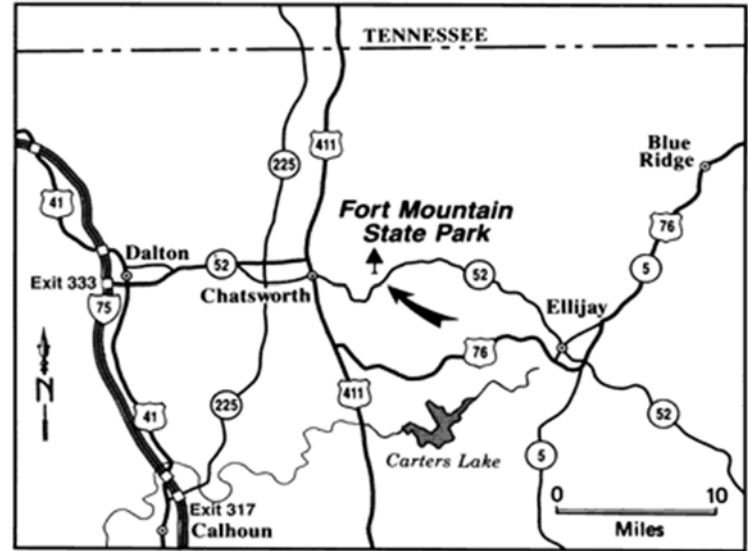 TENNESSEE
411
225
Blue
Ridge
41
Fort Mountain
State Park
76
Dalton
52
5
Exit 333
Chatsworth
52
75
Ellijay
N
76
411
225
41
52
Carters Lake
5
0 10
Miles
Exit 317
Calhoun